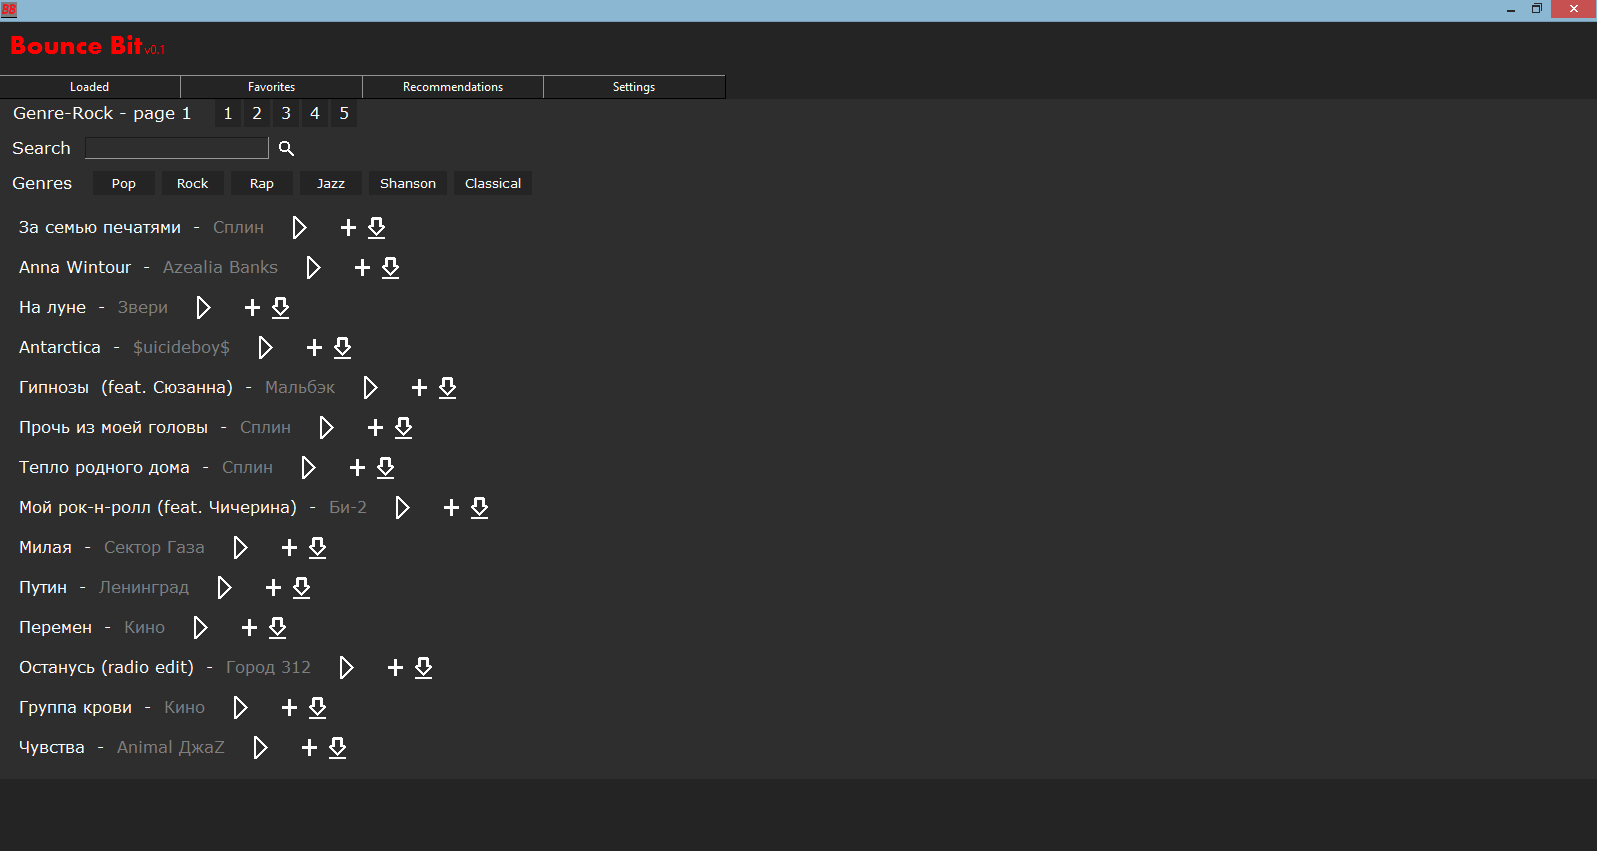 88
Bounce Bit v0.1
Loaded Favorites Recommendations Settings
Genre-Rock - page 1 1 2 3 4 5
Search
Genres Pop Rock Rap Jazz Shanson Classical
За семью печатями - Сплин
Anna Wintour - Azealia Banks
На луне - Звери
Antarctica - $uicideboy$
Гипнозы (feat. Сюзанна) - Мальбэк
Прочь из моей головы - Сплин
Тепло родного дома - Сплин
Мой рок-н-ролл (feat. Чичерина) - Би-2
Милая - Сектор Газа
Путин - Ленинград
Перемен - Кино
Останусь (radio edit) - Город 312
Группа крови - Кино
Чувства - Animal ДжаZ